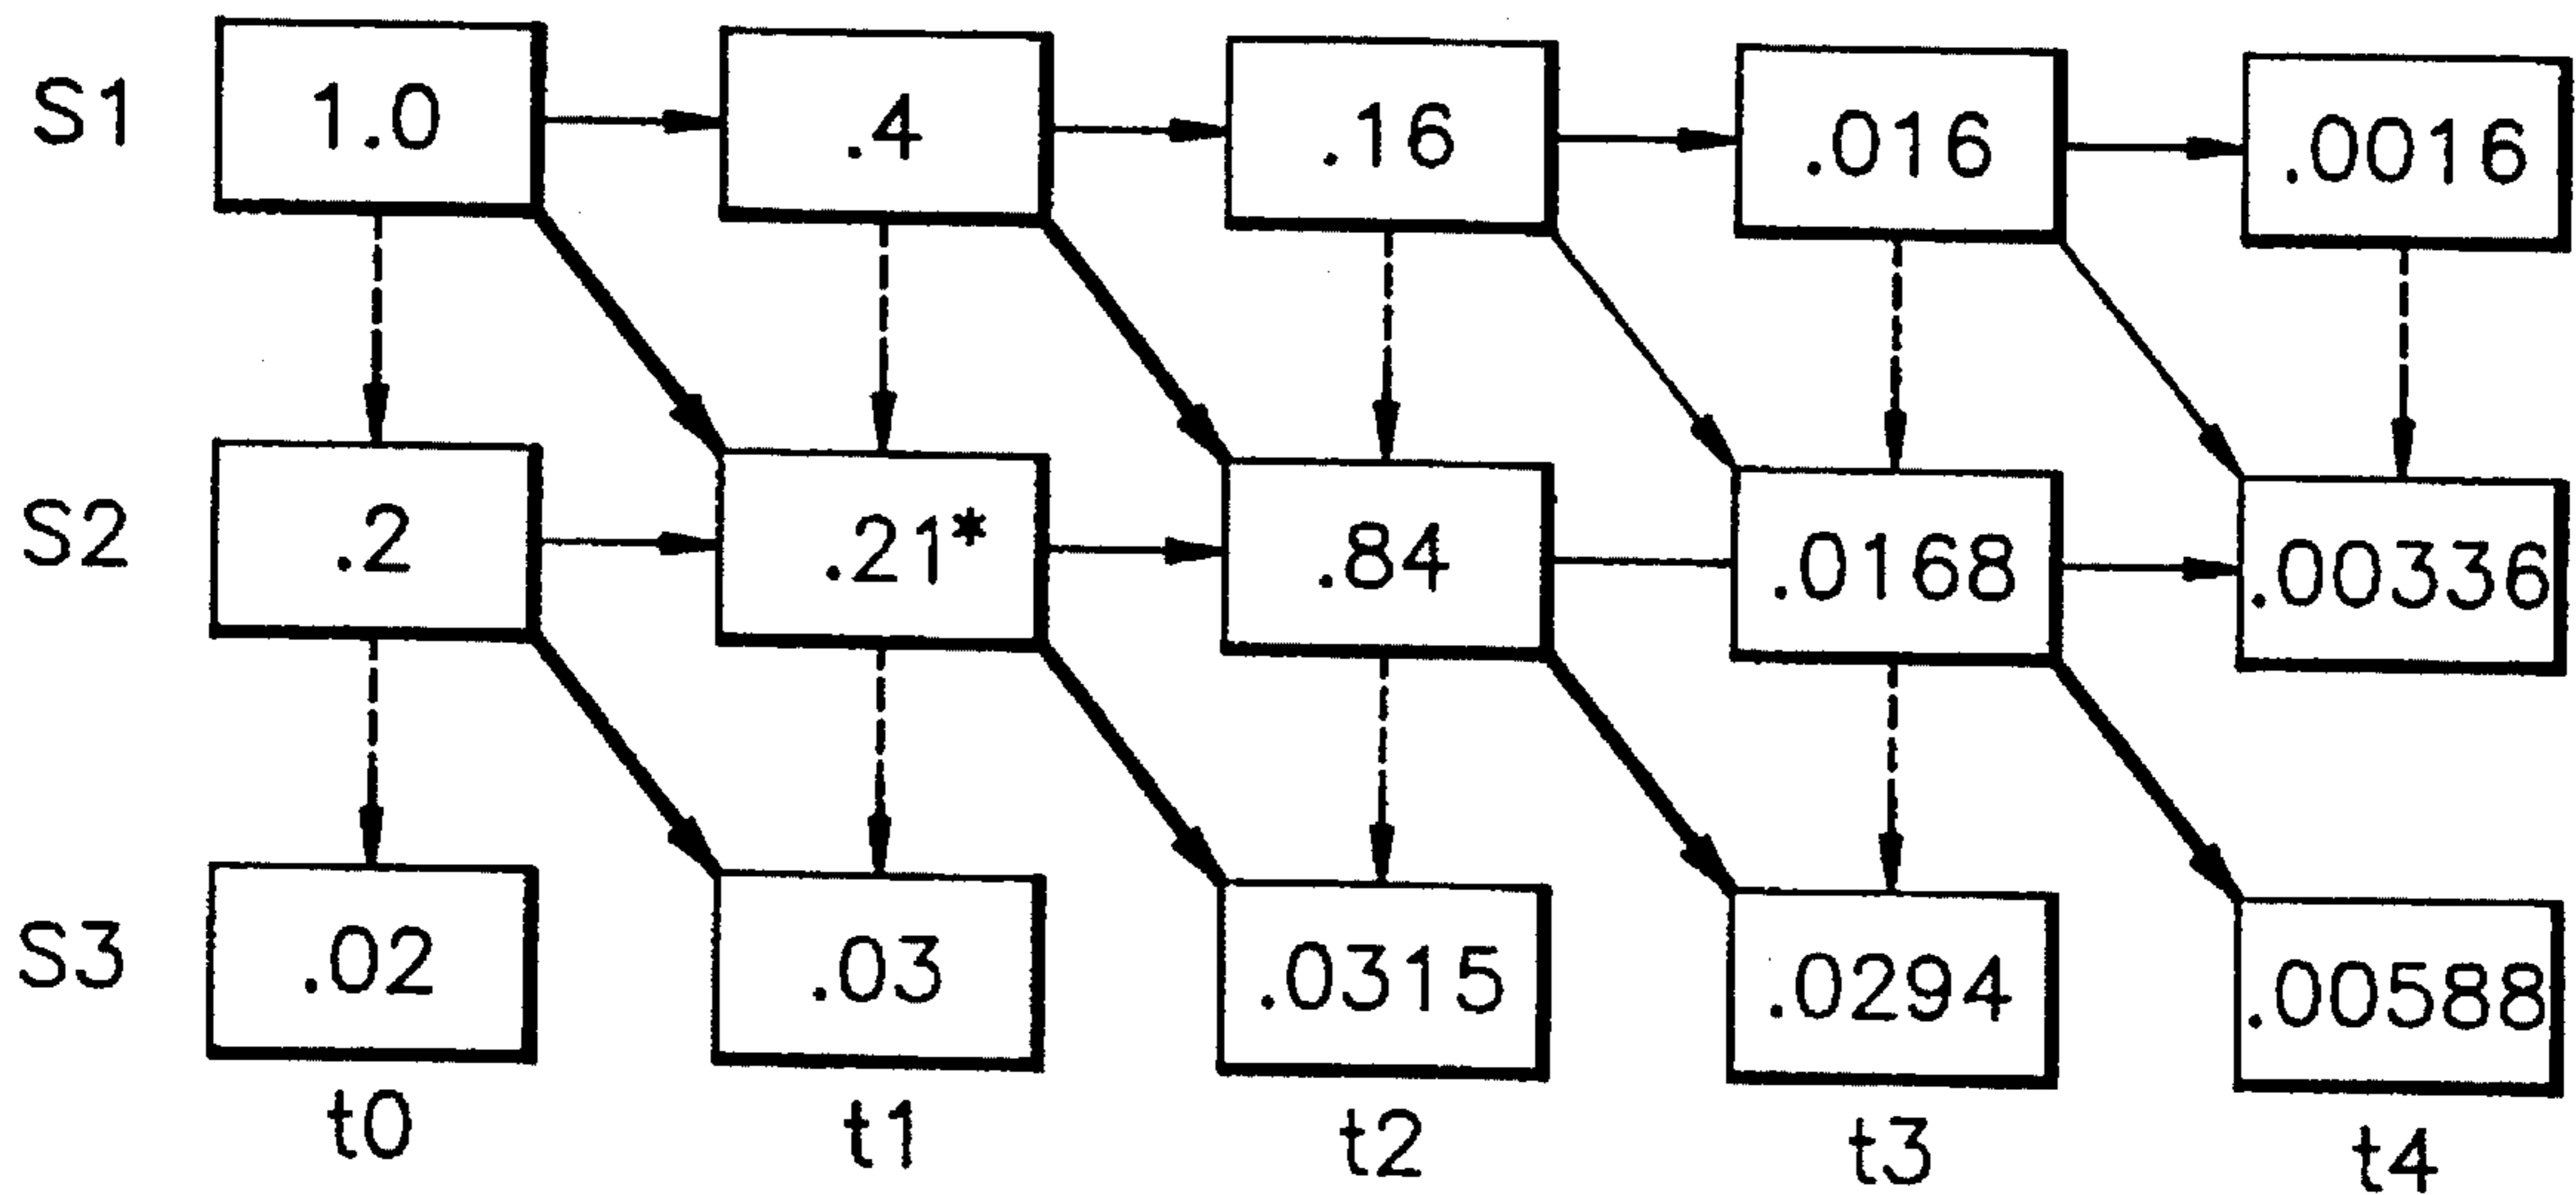 S1 1.0 .4 .16 .016 .0016
S2 .2 .21* .84 .0168 .00336
S3 .02 .03 .0315 .0294 .00588
t0 t1 t2 t3 t4